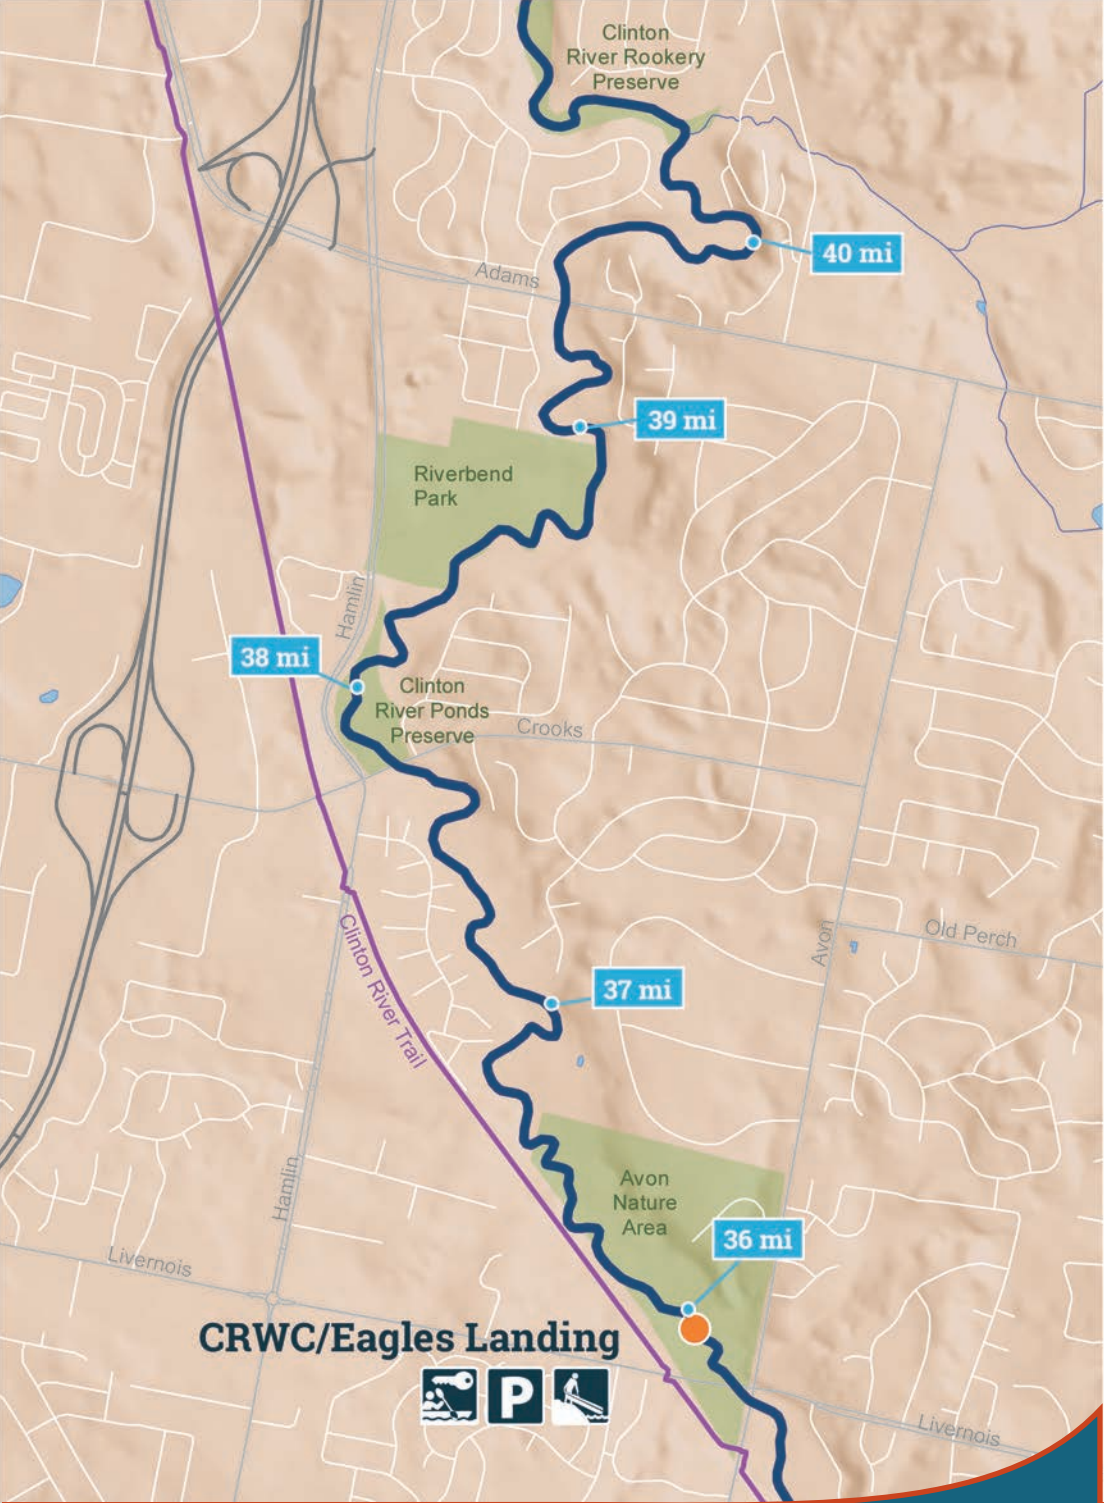 Clinton
River Rookery
Preserve
40 mi
Adams
39 mi
Riverbend
Park
Hamlin
38 mi
Clinton
River Ponds
Preserve
Crooks
Avon
Old Perch
Clinton River Trail
37 mi
Avon
Nature
Area
Hamlin
36 mi
Livernois
CRWC/Eagles Landing
P
Livernois